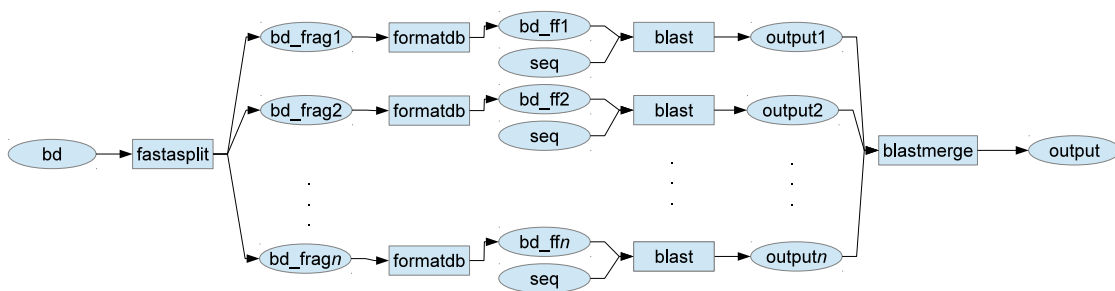 bd
fastasplit
bd_frag1
formatdb
bd_ff1
seq
blast
output1
bd_frag2
formatdb
bd_ff2
seq
blast
output2
bd_fragn
formatdb
bd_ffn
seq
blast
outputn
blastmerge
output